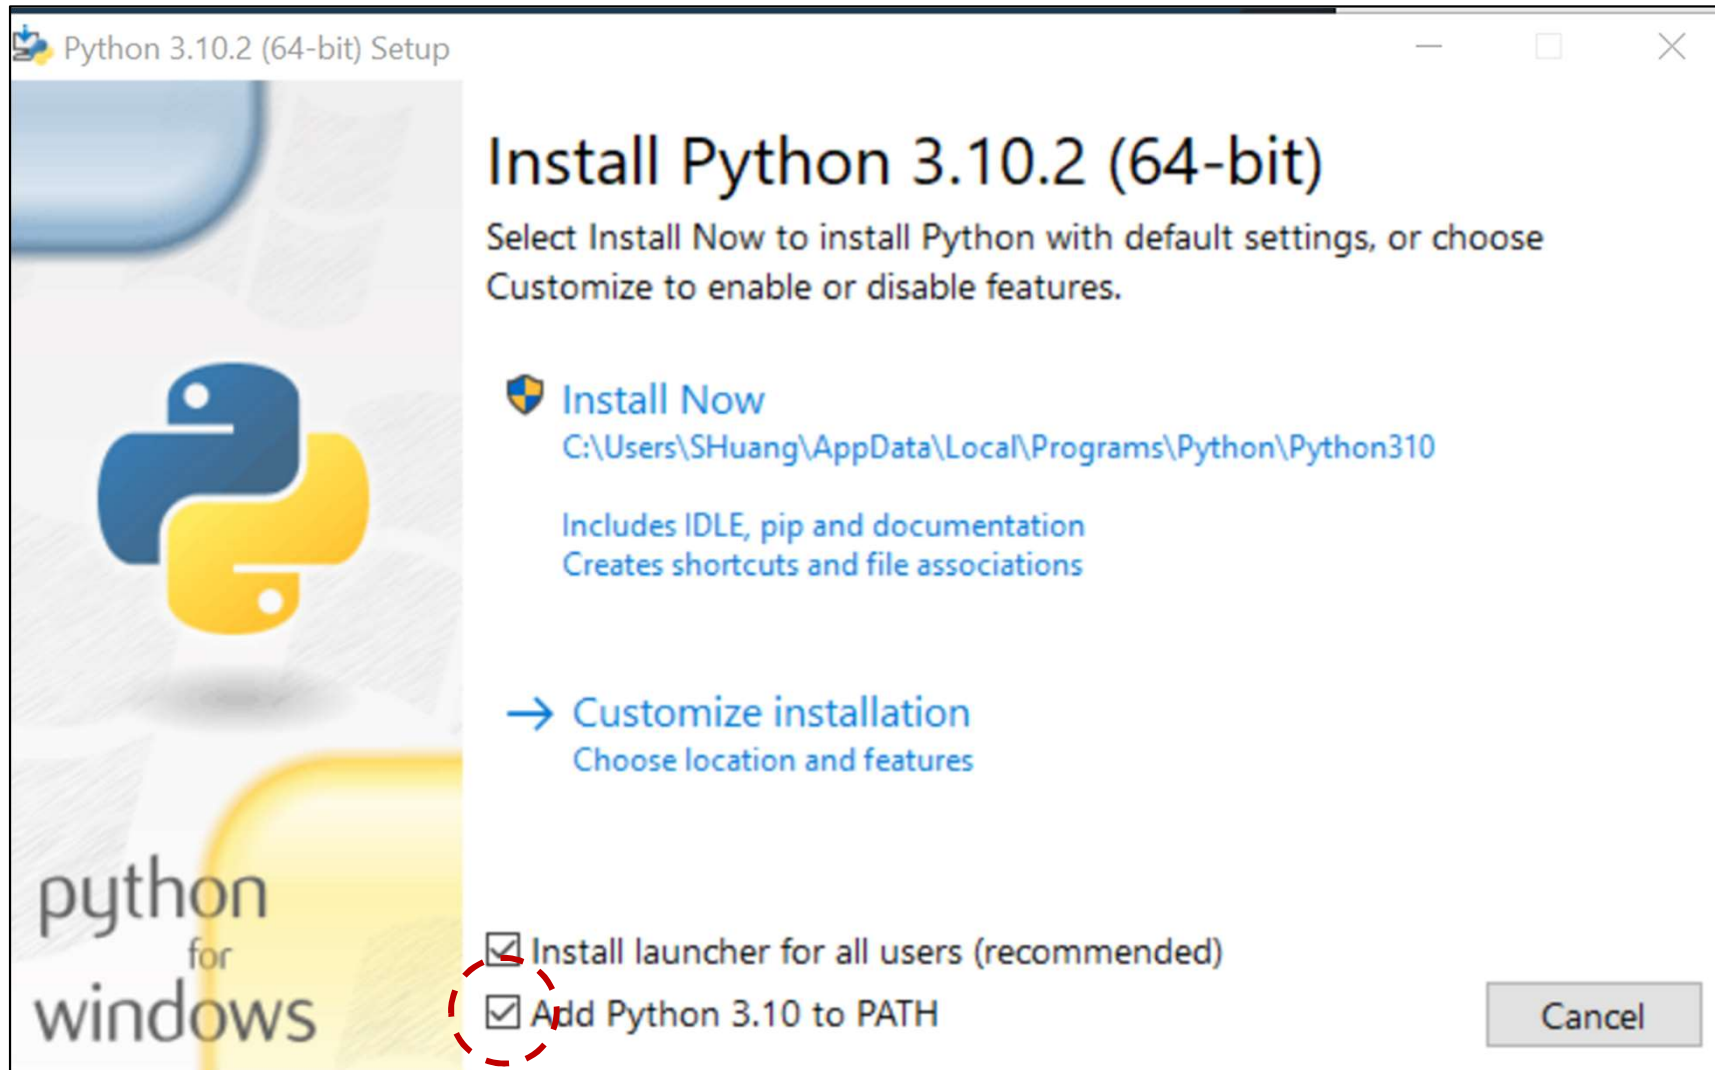 Python 3.10.2 (64-bit) Setup
Install Python 3.10.2 (64-bit)
Select Install Now to install Python with default settings, or choose
Customize to enable or disable features.
Install Now
C:\Users\SHuang\AppData\Local\Programs\Python\Python310
Includes IDLE, pip and documentation
Creates shortcuts and file associations
Customize installation
Choose location and features
python
for
windows
Install launcher for all users (recommended)
Add Python 3.10 to PATH
Cancel